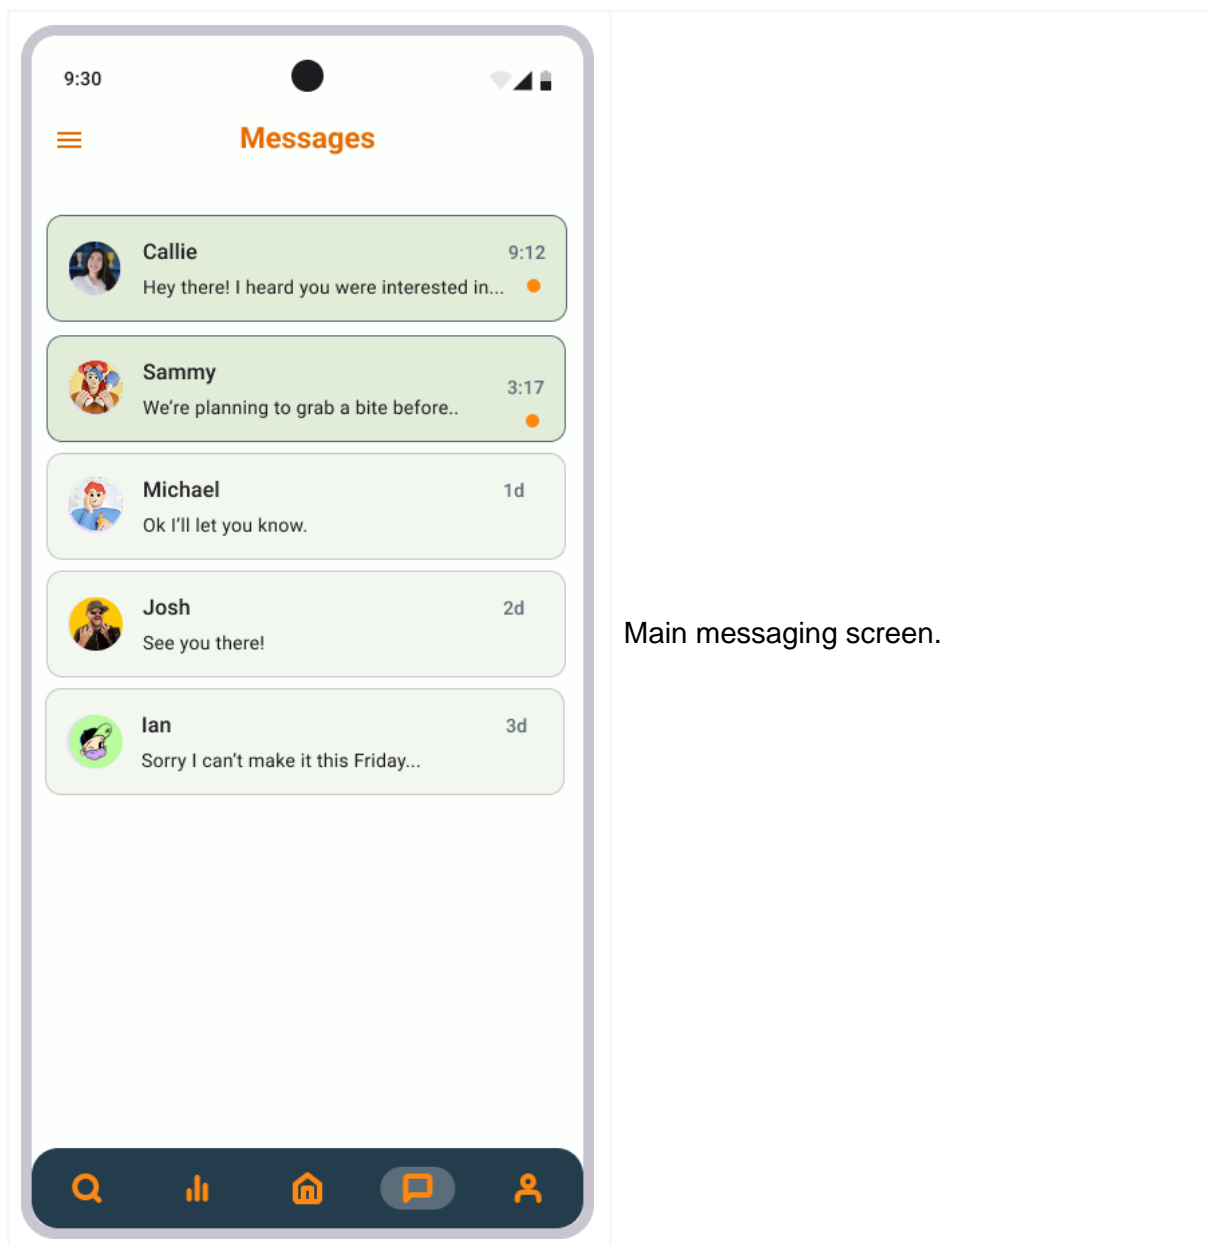 9:30
Messages
Callie
9:12
Hey there! I heard you were interested in...
Sammy
3:17
We're planning to grab a bite before..
Michael
1d
Ok I'll let you know.
Josh
2d
See you there!
Ian
3d
Sorry I can't make it this Friday...
Main messaging screen.